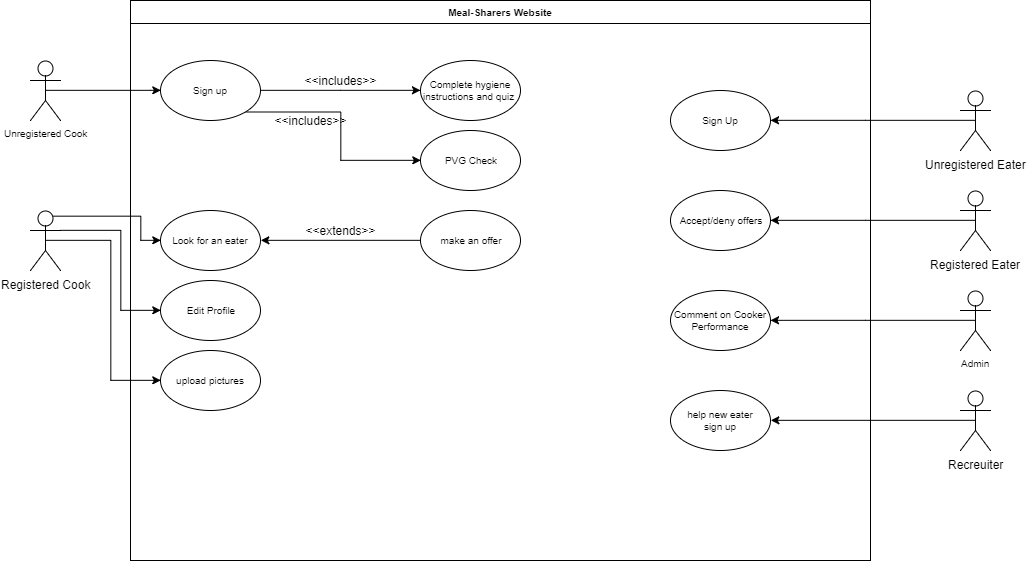 Meal-Sharers Website
Unregistered Cook
Sign up
<<includes>>
Complete hygiene
instructions and quiz
<<includes>>
PVG Check
Registered Cook
Look for an eater
<<extends>>
make an offer
Edit Profile
upload pictures
Sign Up
Unregistered Eater
Accept/deny offers
Registered Eater
Comment on Cooker
Performance
Admin
help new eater
sign up
Recreuiter